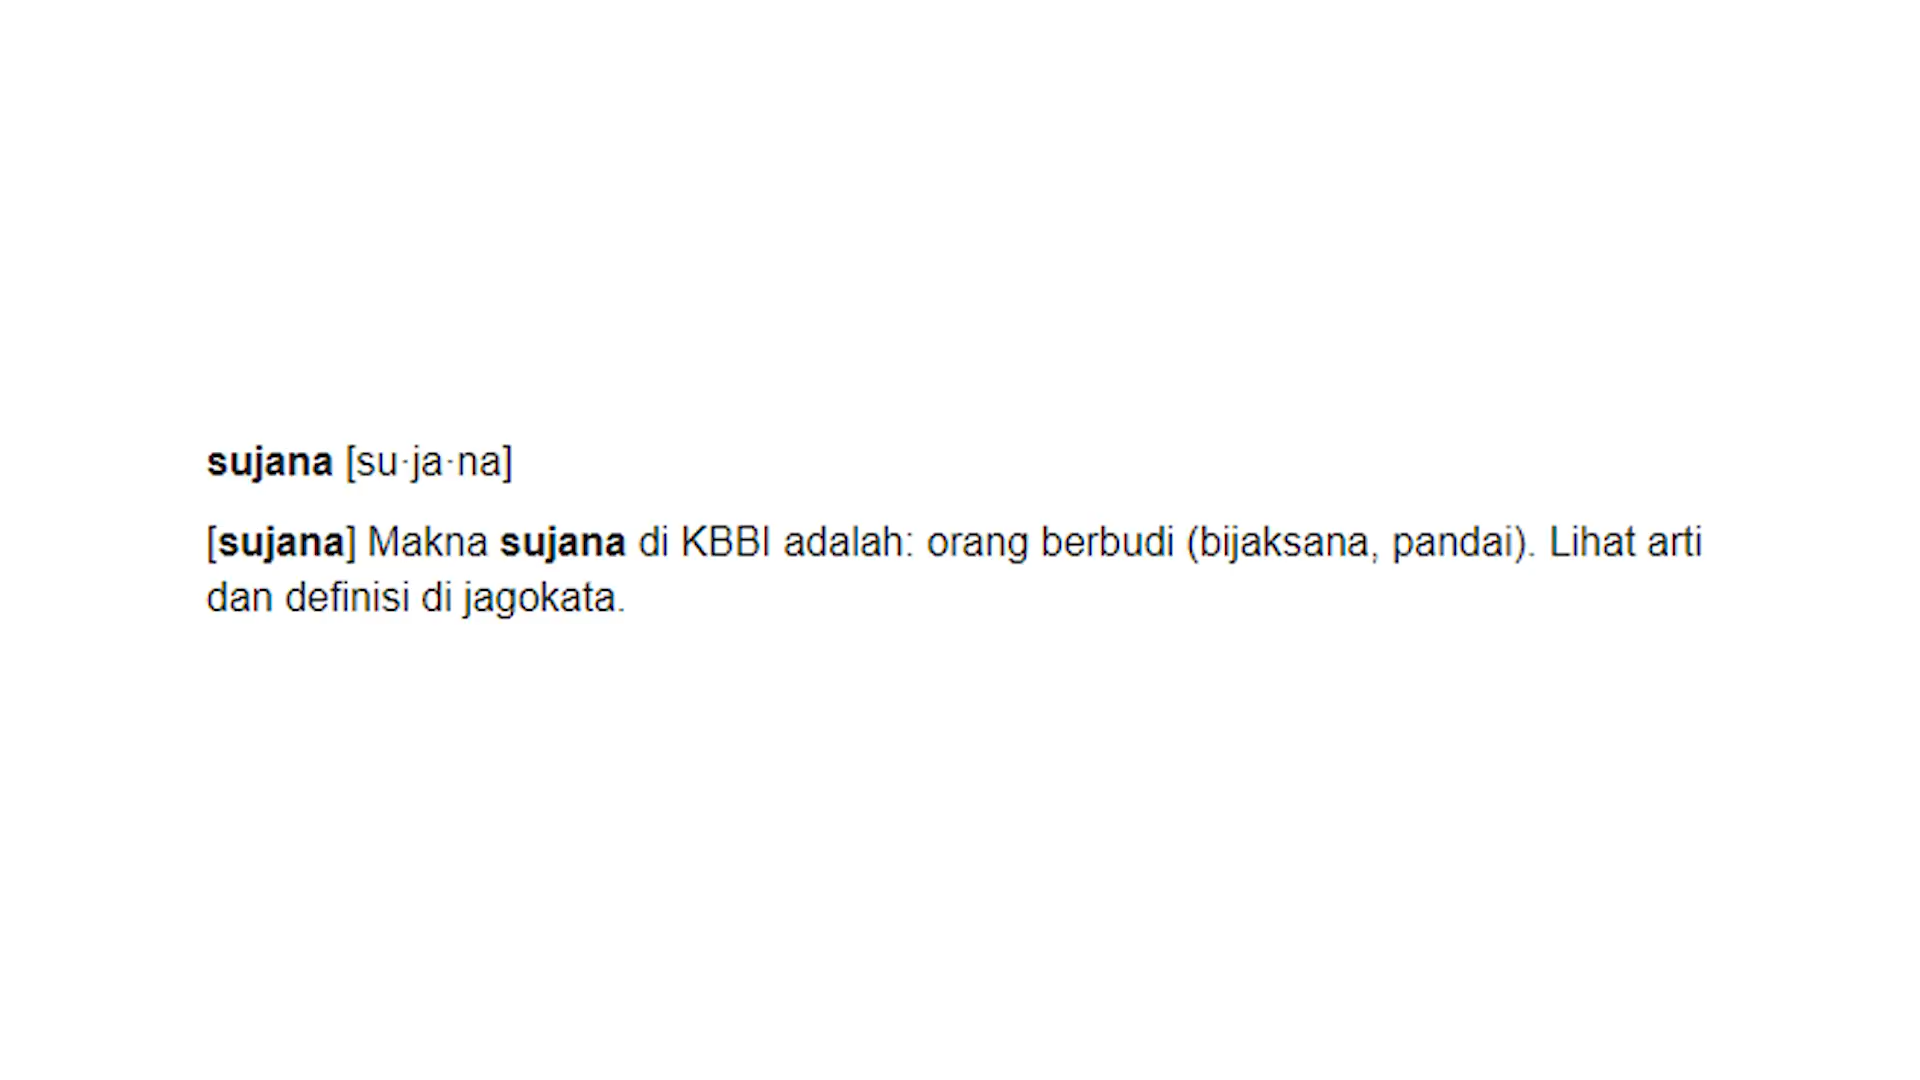 sujana [su·ja·na]
[sujana] Makna sujana di KBBI adalah: orang berbudi (bijaksana, pandai). Lihat arti
dan definisi di jagokata.